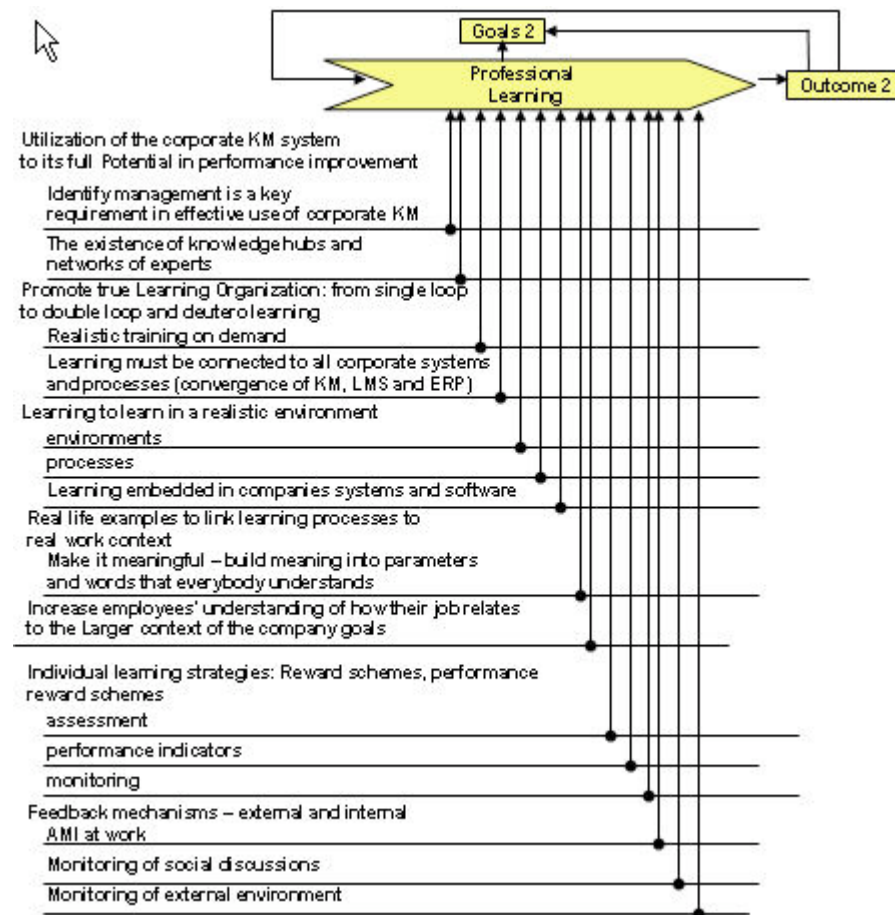 Goals 2
Professional
Learning
Outcome 2
Utilization of the corporate KM system
to its full Potential in performance improvement
Identify management is a key
requirement in effective use of corporate KM
The existence of knowledge hubs and
networks of experts
Promote true Learning Organization: from single loop
to double loop and deutero learning
Realistic training on demand
Learning must be connected to all corporate systems
and processes (convergence of KM, LMS and ERP)
Learning to learn in a realistic environment
environments
processes
Learning embedded in companies systems and software
Real life examples to link learning processes to
real work context
Make it meaningful – build meaning into parameters
and words that everybody understands
Increase employees' understanding of how their job relates
to the Larger context of the company goals
Individual learning strategies: Reward schemes, performance
reward schemes
assessment
performance indicators
monitoring
Feedback mechanisms – external and internal
AMI at work
Monitoring of social discussions
Monitoring of external environment